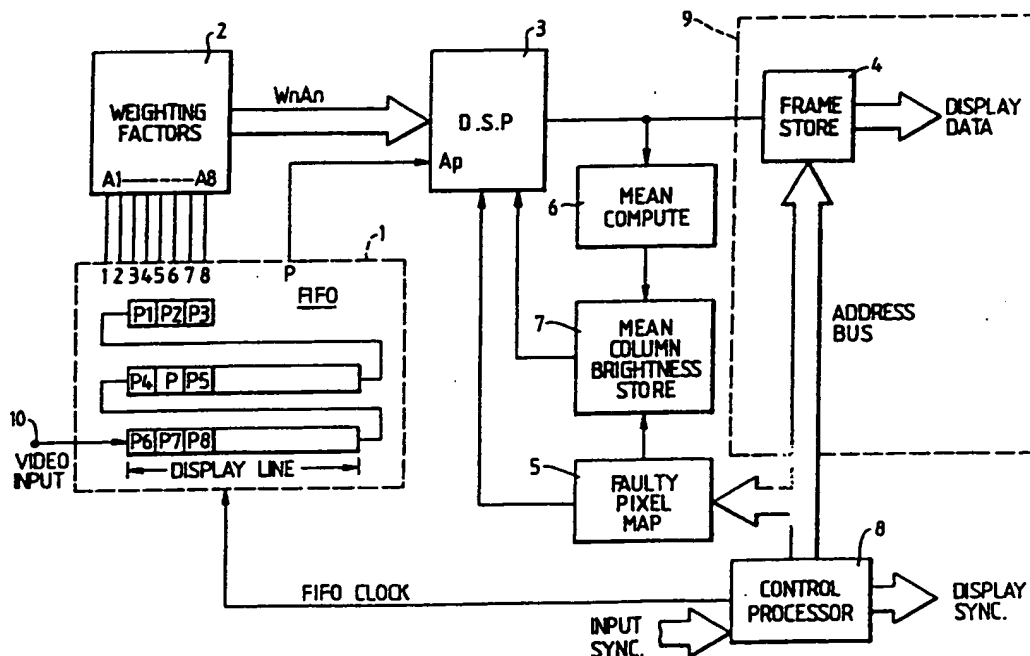 2
3
9
4
WEIGHTING
FACTORS
A1------A8
WnAn
D.S.P
Ap
FRAME
STORE
DISPLAY
DATA
6
MEAN
COMPUTE
1
1 2 3 4 5 6 7 8
P
FIFO
P1 P2 P3
7
MEAN
COLUMN
BRIGHTNESS
STORE
ADDRESS
BUS
P4 P P5
10
VIDEO
INPUT
P6 P7 P8
DISPLAY LINE
5
FAULTY
PIXEL
MAP
8
FIFO CLOCK
CONTROL
PROCESSOR
DISPLAY
SYNC.
INPUT
SYNC.